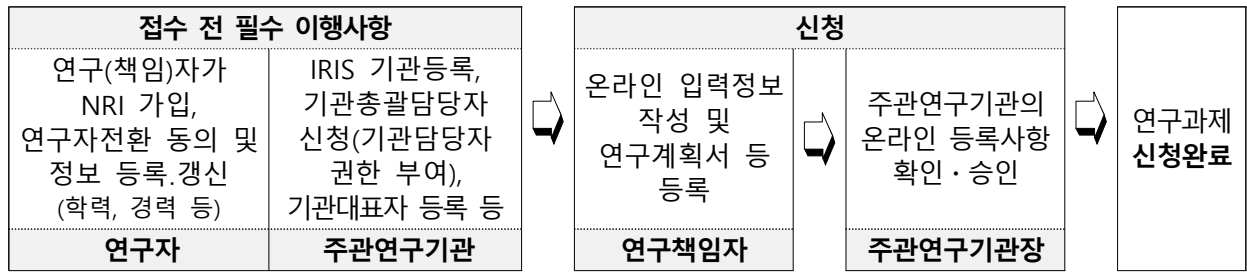 접수 전 필수 이행사항
연구(책임)자가
NRI 가입,
연구자전환 동의 및
정보 등록.갱신
(학력, 경력 등)
연구자
IRIS 기관등록,
기관총괄담당자
신청(기관담당자
권한 부여),
기관대표자 등록 등
주관연구기관
신청
온라인 입력정보
작성 및
연구계획서 등
등록
연구책임자
주관연구기관의
온라인 등록사항
확인·승인
주관연구기관장
연구과제
신청완료